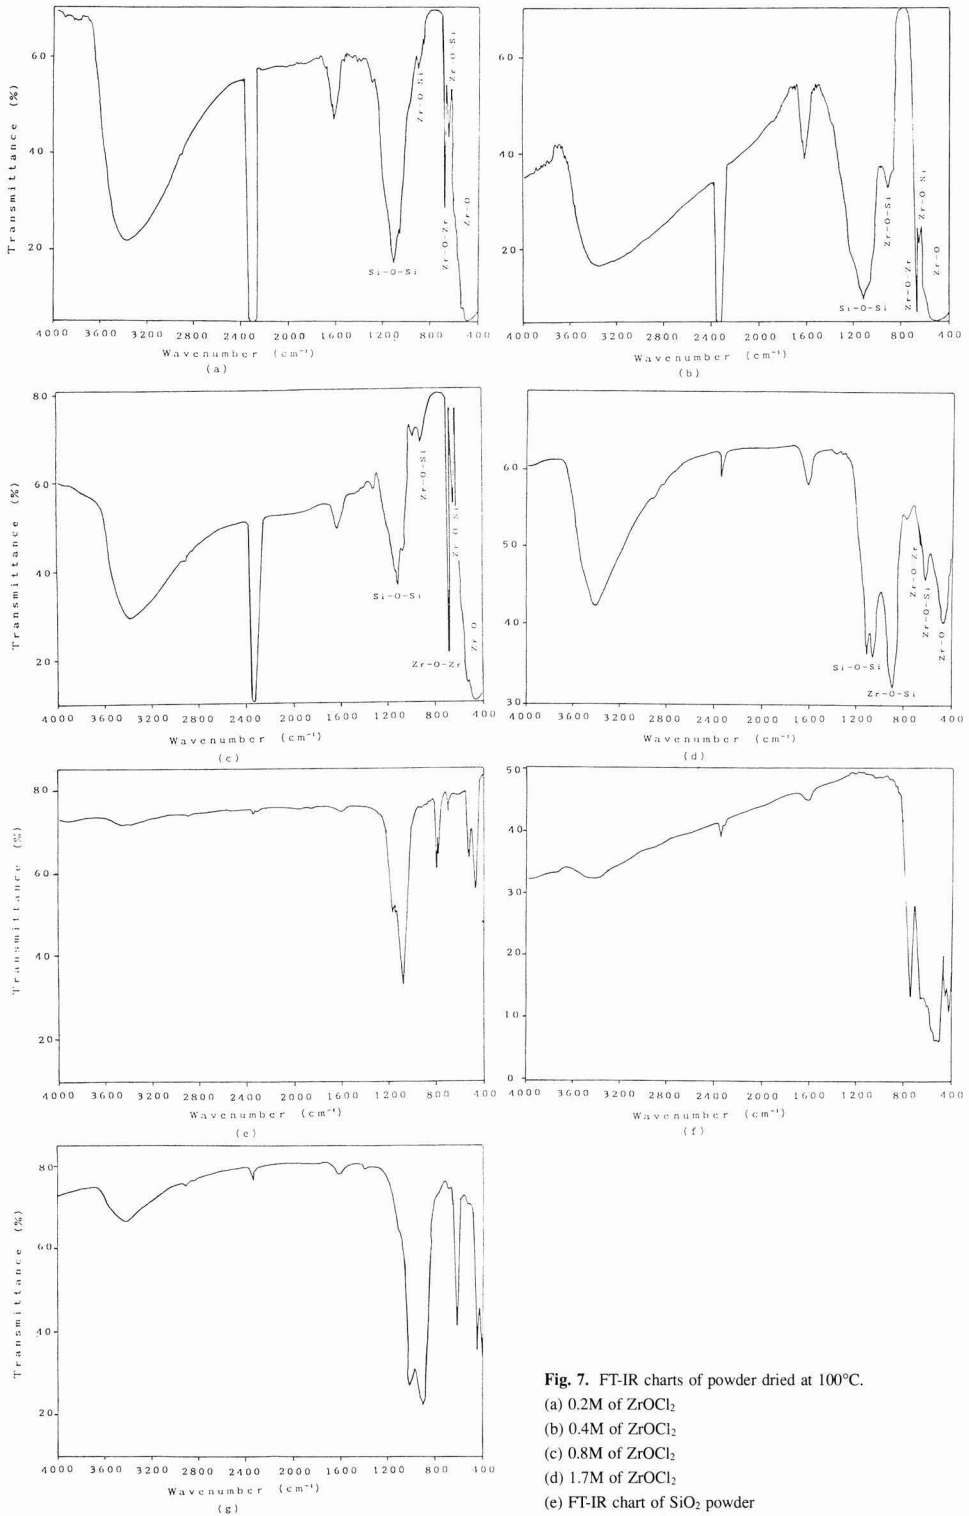 Transmittance (%)
60
40
20
Zr-O-Si
Zr-O-Si
Zr-O
Zr-O-Zr
Si-O-Si
4000 3600 3200 2800 2400 2000 1600 1200 800 400
Wavenumber (cm⁻¹)
(a)
60
40
20
Zr-O-Si
Zr-O-Si
Zr-O
Zr-O-Zr
Si-O-Si
4000 3600 3200 2800 2400 2000 1600 1200 800 400
Wavenumber (cm⁻¹)
(b)
Transmittance (%)
80
60
40
20
Zr-O-Si
Zr-O-Si
Si-O-Si
Zr-O
Zr-O-Zr
4000 3600 3200 2800 2400 2000 1600 1200 800 400
Wavenumber (cm⁻¹)
(c)
60
50
40
30
Zr-O-Zr
Zr-O-Si
Zr-O
Si-O-Si
Zr-O-Si
4000 3600 3200 2800 2400 2000 1600 1200 800 400
Wavenumber (cm⁻¹)
(d)
Transmittance (%)
80
60
40
20
4000 3600 3200 2800 2400 2000 1600 1200 800 400
Wavenumber (cm⁻¹)
(e)
50
40
30
20
10
0
4000 3600 3200 2800 2400 2000 1600 1200 800 400
Wavenumber (cm⁻¹)
(f)
Transmittance (%)
80
60
40
20
4000 3600 3200 2800 2400 2000 1600 1200 800 400
Wavenumber (cm⁻¹)
(g)
Fig. 7. FT-IR charts of powder dried at 100°C.
(a) 0.2M of ZrOCl₂
(b) 0.4M of ZrOCl₂
(c) 0.8M of ZrOCl₂
(d) 1.7M of ZrOCl₂
(e) FT-IR chart of SiO₂ powder